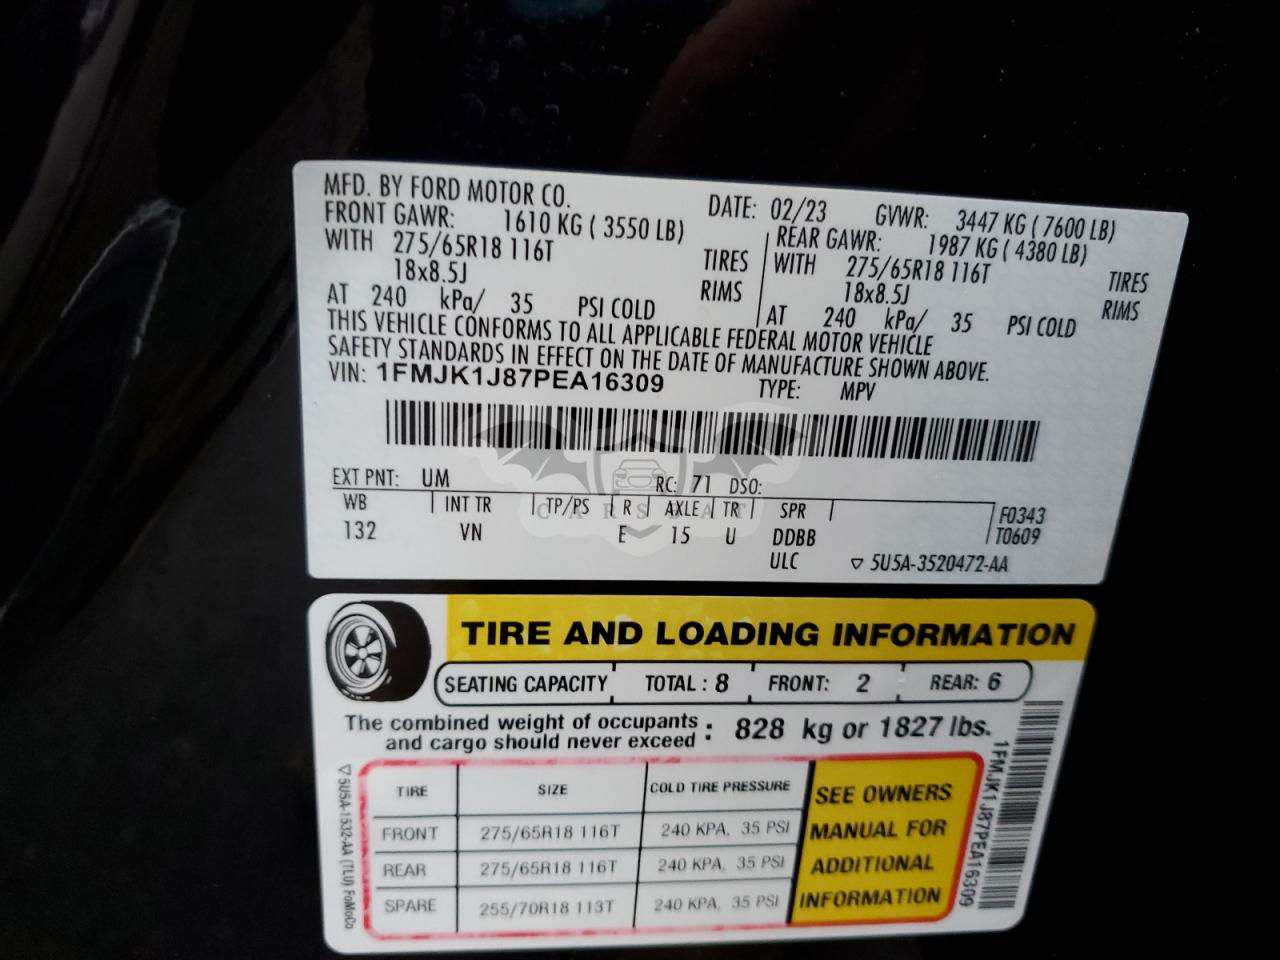 MFD. BY FORD MOTOR CO.
DATE: 02/23 GVWR: 3447 KG ( 7600 LB)
FRONT GAWR: 1610 KG ( 3550 LB) REAR GAWR: 1987 KG ( 4380 LB)
WITH 275/65R18 116T TIRES WITH 275/65R18 116T TIRES
18x8.5J RIMS 18x8.5J RIMS
AT 240 kPa/ 35 PSI COLD AT 240 kPa/ 35 PSI COLD
THIS VEHICLE CONFORMS TO ALL APPLICABLE FEDERAL MOTOR VEHICLE
SAFETY STANDARDS IN EFFECT ON THE DATE OF MANUFACTURE SHOWN ABOVE.
VIN: 1FMJK1J87PEA16309 TYPE: MPV
EXT PNT: UM RC: 71 DSO:
WB INT TR TP/PS R AXLE TR SPR F0343
132 VN E 15 U DDBB T0609
ULC ▽ 5U5A-3520472-AA
CARSBAT
TIRE AND LOADING INFORMATION
SEATING CAPACITY TOTAL : 8 FRONT: 2 REAR: 6
The combined weight of occupants
and cargo should never exceed : 828 kg or 1827 lbs.
TIRE SIZE COLD TIRE PRESSURE
FRONT 275/65R18 116T 240 KPA, 35 PSI
REAR 275/65R18 116T 240 KPA, 35 PSI
SPARE 255/70R18 113T 240 KPA, 35 PSI
SEE OWNERS
MANUAL FOR
ADDITIONAL
INFORMATION
▽ 5U5A-1532-AA (TLU) FoMoCo
1FMJK1J87PEA16309